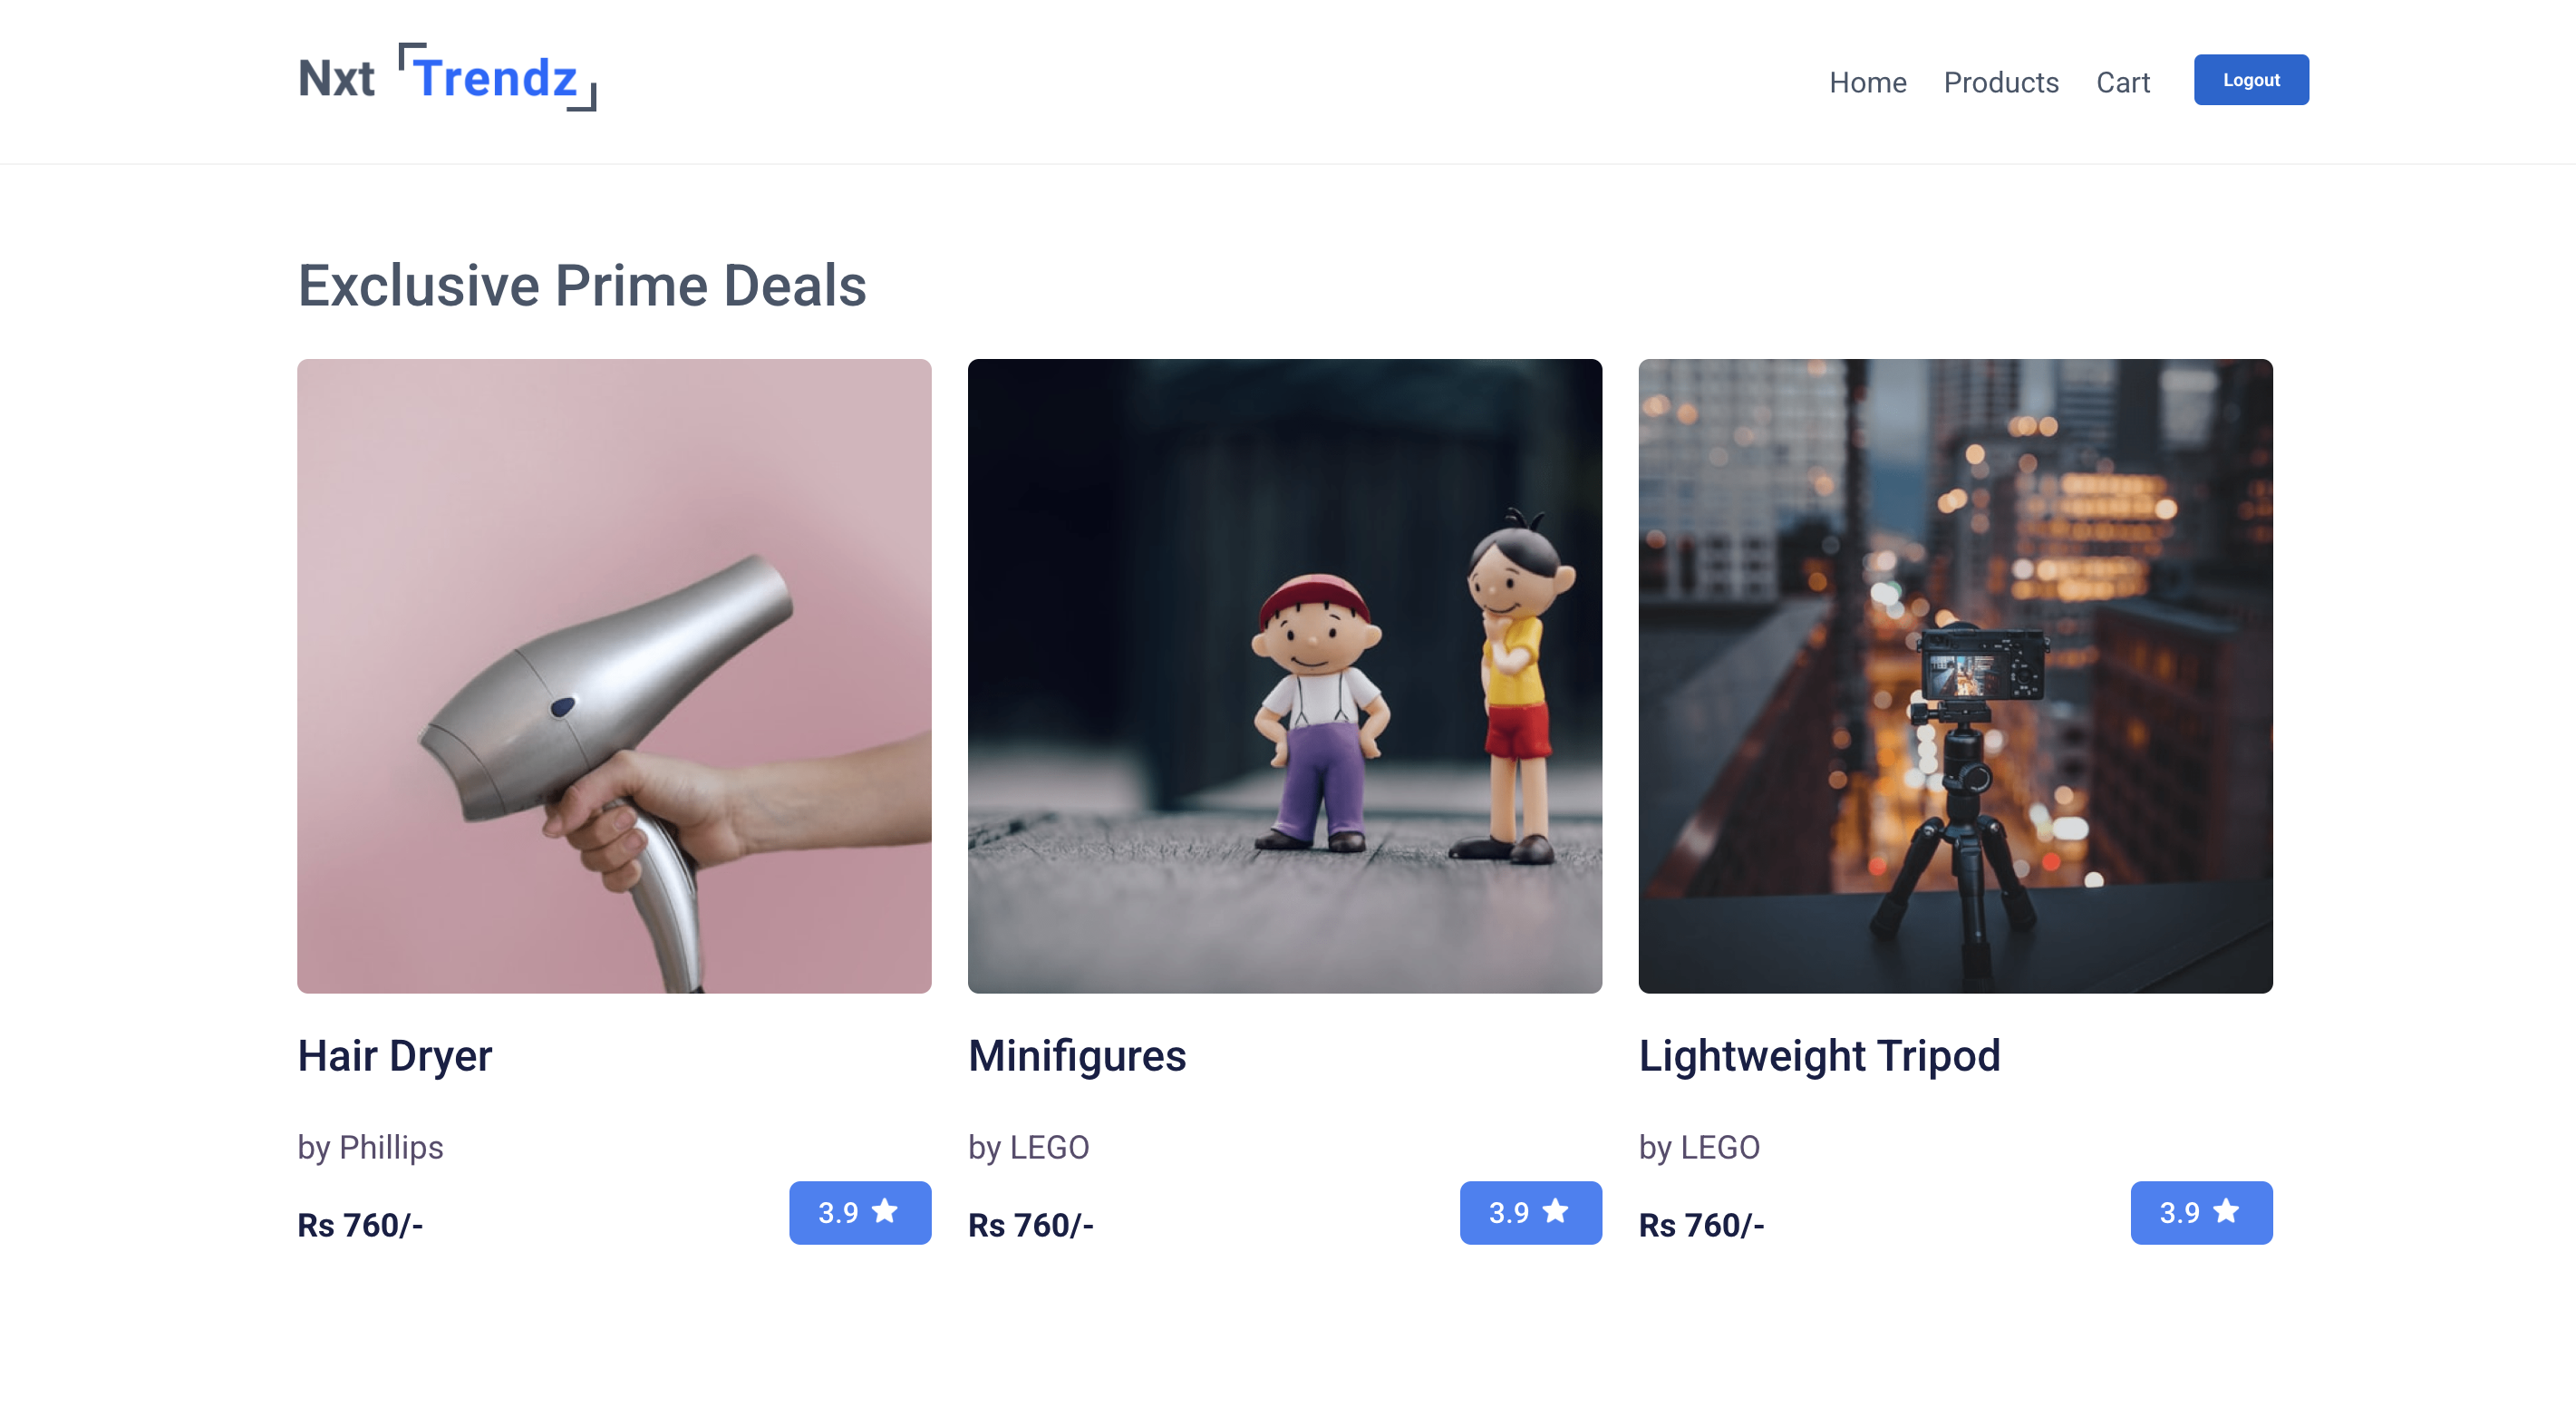 Nxt Trendz
Home Products Cart Logout
Exclusive Prime Deals
Hair Dryer
by Phillips
Rs 760/-
3.9
Minifigures
by LEGO
Rs 760/-
3.9
Lightweight Tripod
by LEGO
Rs 760/-
3.9